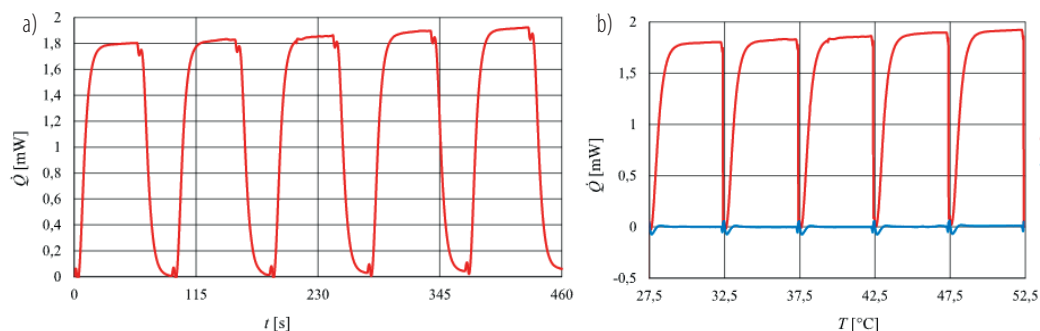 a)
2
1,8
1,6
1,4
1,2
1
0,8
0,6
0,4
0,2
0
Q̇ [mW]
0 115 230 345 460
t [s]
b)
2
1,5
1
0,5
0
-0,5
Q̇ [mW]
27,5 32,5 37,5 42,5 47,5 52,5
T [°C]